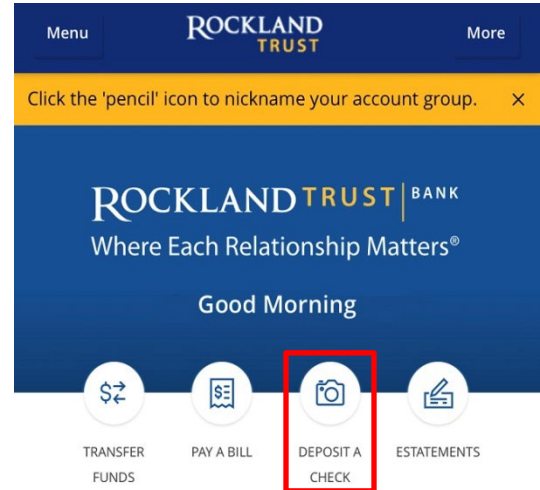 Menu
ROCKLAND
TRUST
More
Click the 'pencil' icon to nickname your account group. ×
ROCKLAND TRUST | BANK
Where Each Relationship Matters®
Good Morning
TRANSFER
FUNDS
PAY A BILL
DEPOSIT A
CHECK
ESTATEMENTS